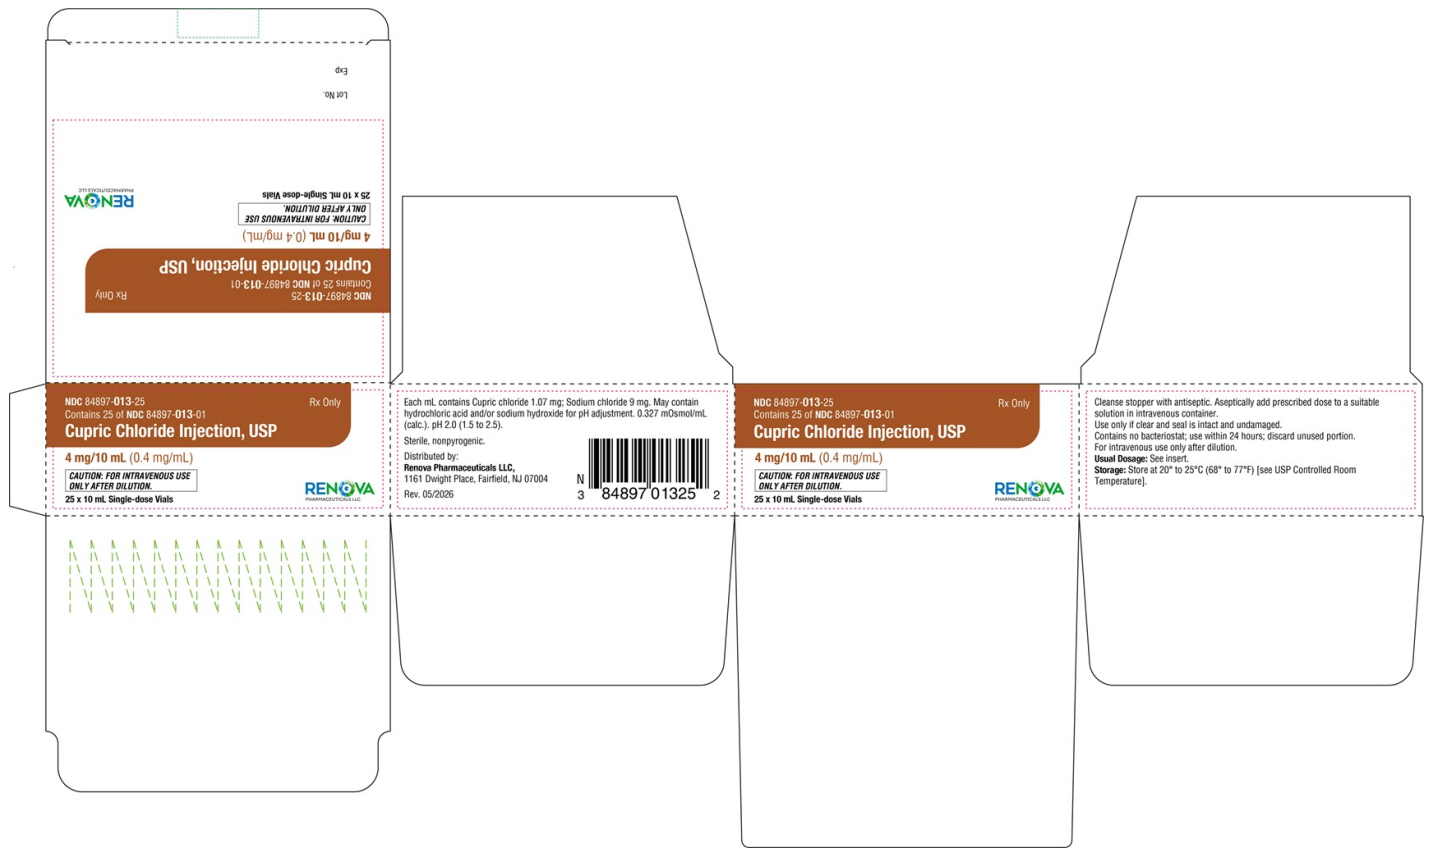 Exp
Lot No.
RENOVA
PHARMACEUTICALS LLC
25 x 10 mL Single-dose Vials
CAUTION: FOR INTRAVENOUS USE
ONLY AFTER DILUTION.
4 mg/10 mL (0.4 mg/mL)
Cupric Chloride Injection, USP
Contains 25 of NDC 84897-013-01
NDC 84897-013-25
Rx Only
NDC 84897-013-25
Rx Only
Contains 25 of NDC 84897-013-01
Cupric Chloride Injection, USP
4 mg/10 mL (0.4 mg/mL)
CAUTION: FOR INTRAVENOUS USE
ONLY AFTER DILUTION.
25 x 10 mL Single-dose Vials
RENOVA
PHARMACEUTICALS LLC
Each mL contains Cupric chloride 1.07 mg; Sodium chloride 9 mg. May contain
hydrochloric acid and/or sodium hydroxide for pH adjustment. 0.327 mOsmol/mL
(calc.). pH 2.0 (1.5 to 2.5).
Sterile, nonpyrogenic.
Distributed by:
Renova Pharmaceuticals LLC,
1161 Dwight Place, Fairfield, NJ 07004
Rev. 05/2026
N
3 84897 01325 2
NDC 84897-013-25
Rx Only
Contains 25 of NDC 84897-013-01
Cupric Chloride Injection, USP
4 mg/10 mL (0.4 mg/mL)
CAUTION: FOR INTRAVENOUS USE
ONLY AFTER DILUTION.
25 x 10 mL Single-dose Vials
RENOVA
PHARMACEUTICALS LLC
Cleanse stopper with antiseptic. Aseptically add prescribed dose to a suitable
solution in intravenous container.
Use only if clear and seal is intact and undamaged.
Contains no bacteriostat; use within 24 hours; discard unused portion.
For intravenous use only after dilution.
Usual Dosage: See insert.
Storage: Store at 20° to 25°C (68° to 77°F) [see USP Controlled Room
Temperature].